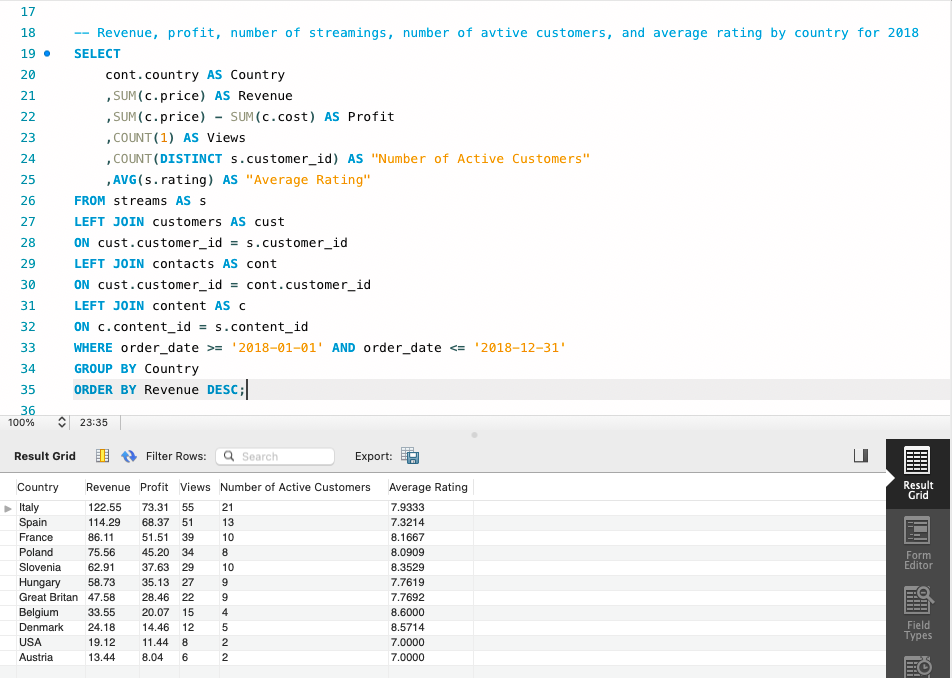 17
18 -- Revenue, profit, number of streamings, number of avtive customers, and average rating by country for 2018
19 SELECT
20 cont.country AS Country
21 ,SUM(c.price) AS Revenue
22 ,SUM(c.price) - SUM(c.cost) AS Profit
23 ,COUNT(1) AS Views
24 ,COUNT(DISTINCT s.customer_id) AS "Number of Active Customers"
25 ,AVG(s.rating) AS "Average Rating"
26 FROM streams AS s
27 LEFT JOIN customers AS cust
28 ON cust.customer_id = s.customer_id
29 LEFT JOIN contacts AS cont
30 ON cust.customer_id = cont.customer_id
31 LEFT JOIN content AS c
32 ON c.content_id = s.content_id
33 WHERE order_date >= '2018-01-01' AND order_date <= '2018-12-31'
34 GROUP BY Country
35 ORDER BY Revenue DESC;
36
100% 23:35
Result Grid Filter Rows: Search Export:
Country Revenue Profit Views Number of Active Customers Average Rating
Italy 122.55 73.31 55 21 7.9333
Spain 114.29 68.37 51 13 7.3214
France 86.11 51.51 39 10 8.1667
Poland 75.56 45.20 34 8 8.0909
Slovenia 62.91 37.63 29 10 8.3529
Hungary 58.73 35.13 27 9 7.7619
Great Britan 47.58 28.46 22 9 7.7692
Belgium 33.55 20.07 15 4 8.6000
Denmark 24.18 14.46 12 5 8.5714
USA 19.12 11.44 8 2 7.0000
Austria 13.44 8.04 6 2 7.0000
Result
Grid
Form
Editor
Field
Types